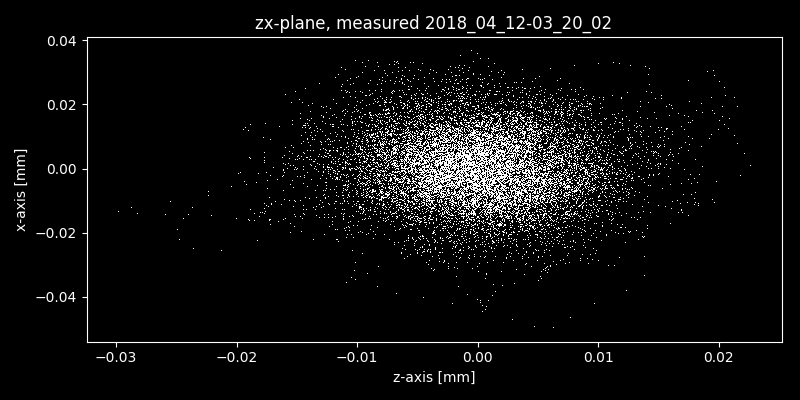 zx-plane, measured 2018_04_12-03_20_02
0.04
0.02
0.00
−0.02
−0.04
x-axis [mm]
−0.03 −0.02 −0.01 0.00 0.01 0.02
z-axis [mm]